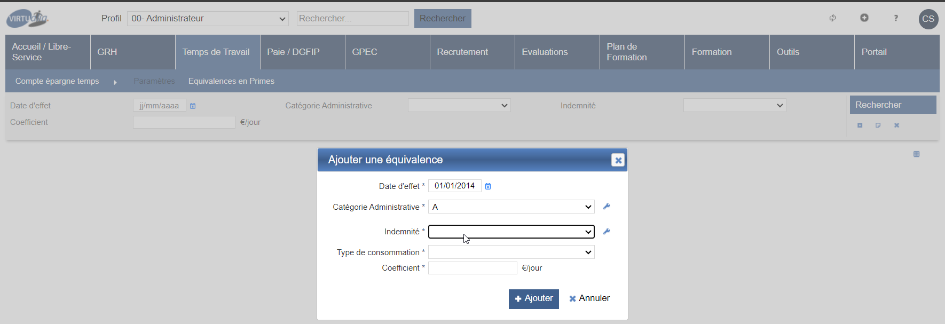 VIRTUALIA Profil 00- Administrateur Rechercher... Rechercher ? CS
Accueil / Libre-Service GRH Temps de Travail Paie / DCFIP GPEC Recrutement Evaluations Plan de Formation Formation Outils Portail
Compte épargne temps Paramètres Equivalences en Primes
Date d'effet jj/mm/aaaa Catégorie Administrative Indemnité Rechercher
Coefficient €/jour
Ajouter une équivalence
Date d'effet * 01/01/2014
Catégorie Administrative * A
Indemnité *
Type de consommation *
Coefficient * €/jour
Ajouter Annuler